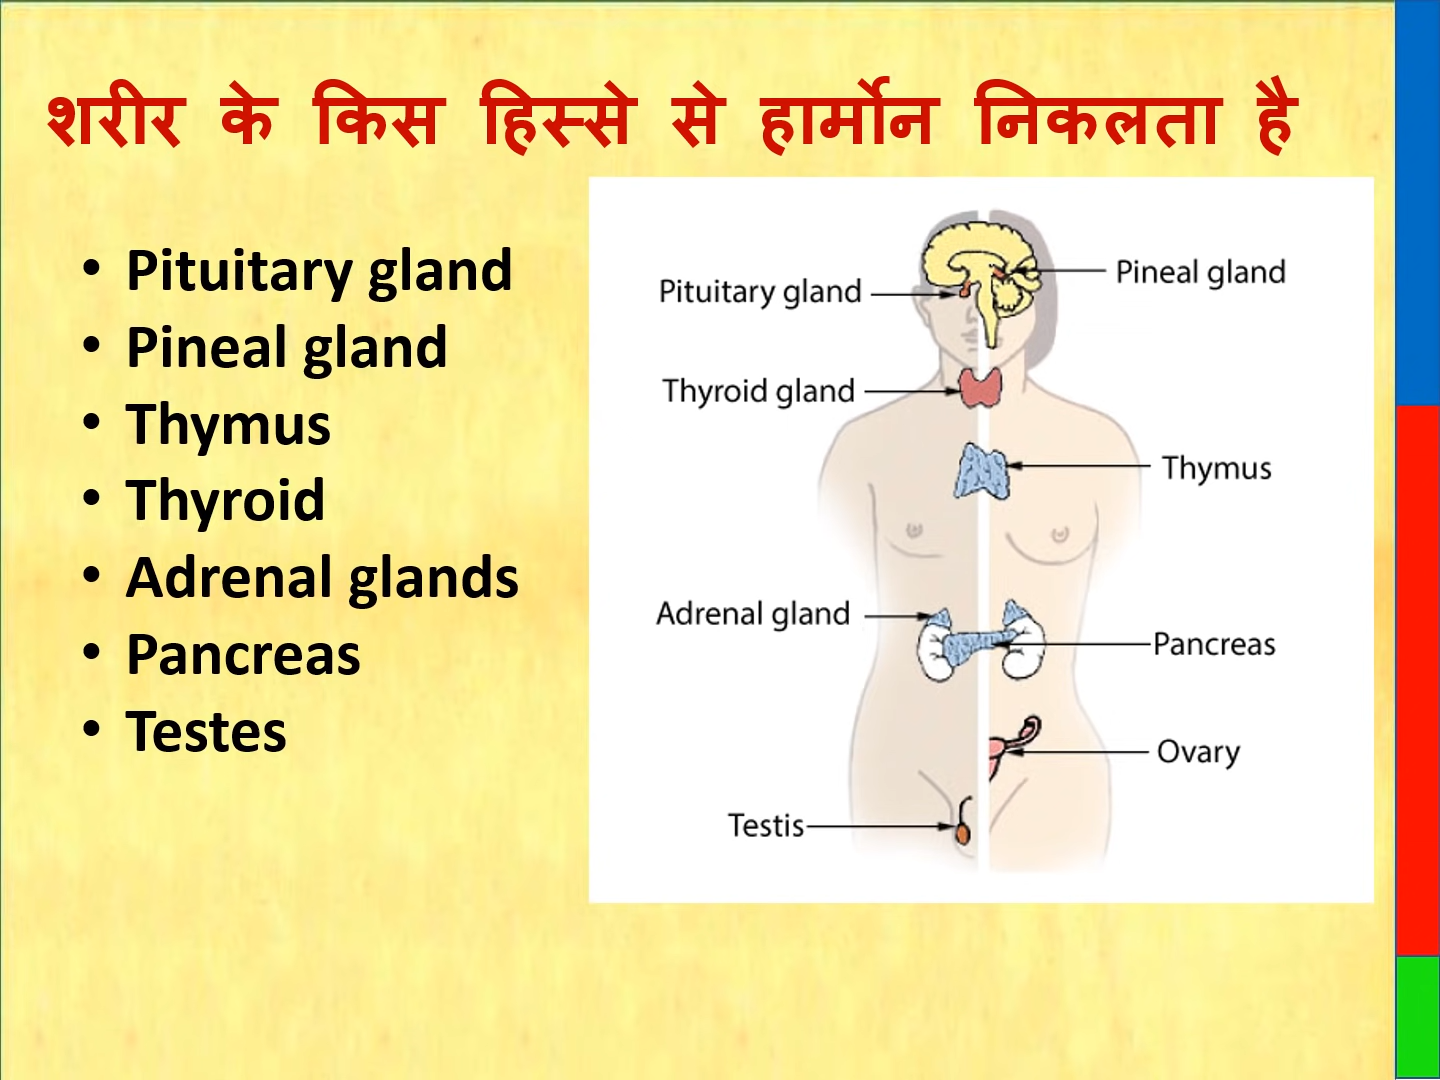 शरीर के किस हिस्से से हार्मोन निकलता है
• Pituitary gland
• Pineal gland
• Thymus
• Thyroid
• Adrenal glands
• Pancreas
• Testes
Pituitary gland
Pineal gland
Thyroid gland
Thymus
Adrenal gland
Pancreas
Ovary
Testis